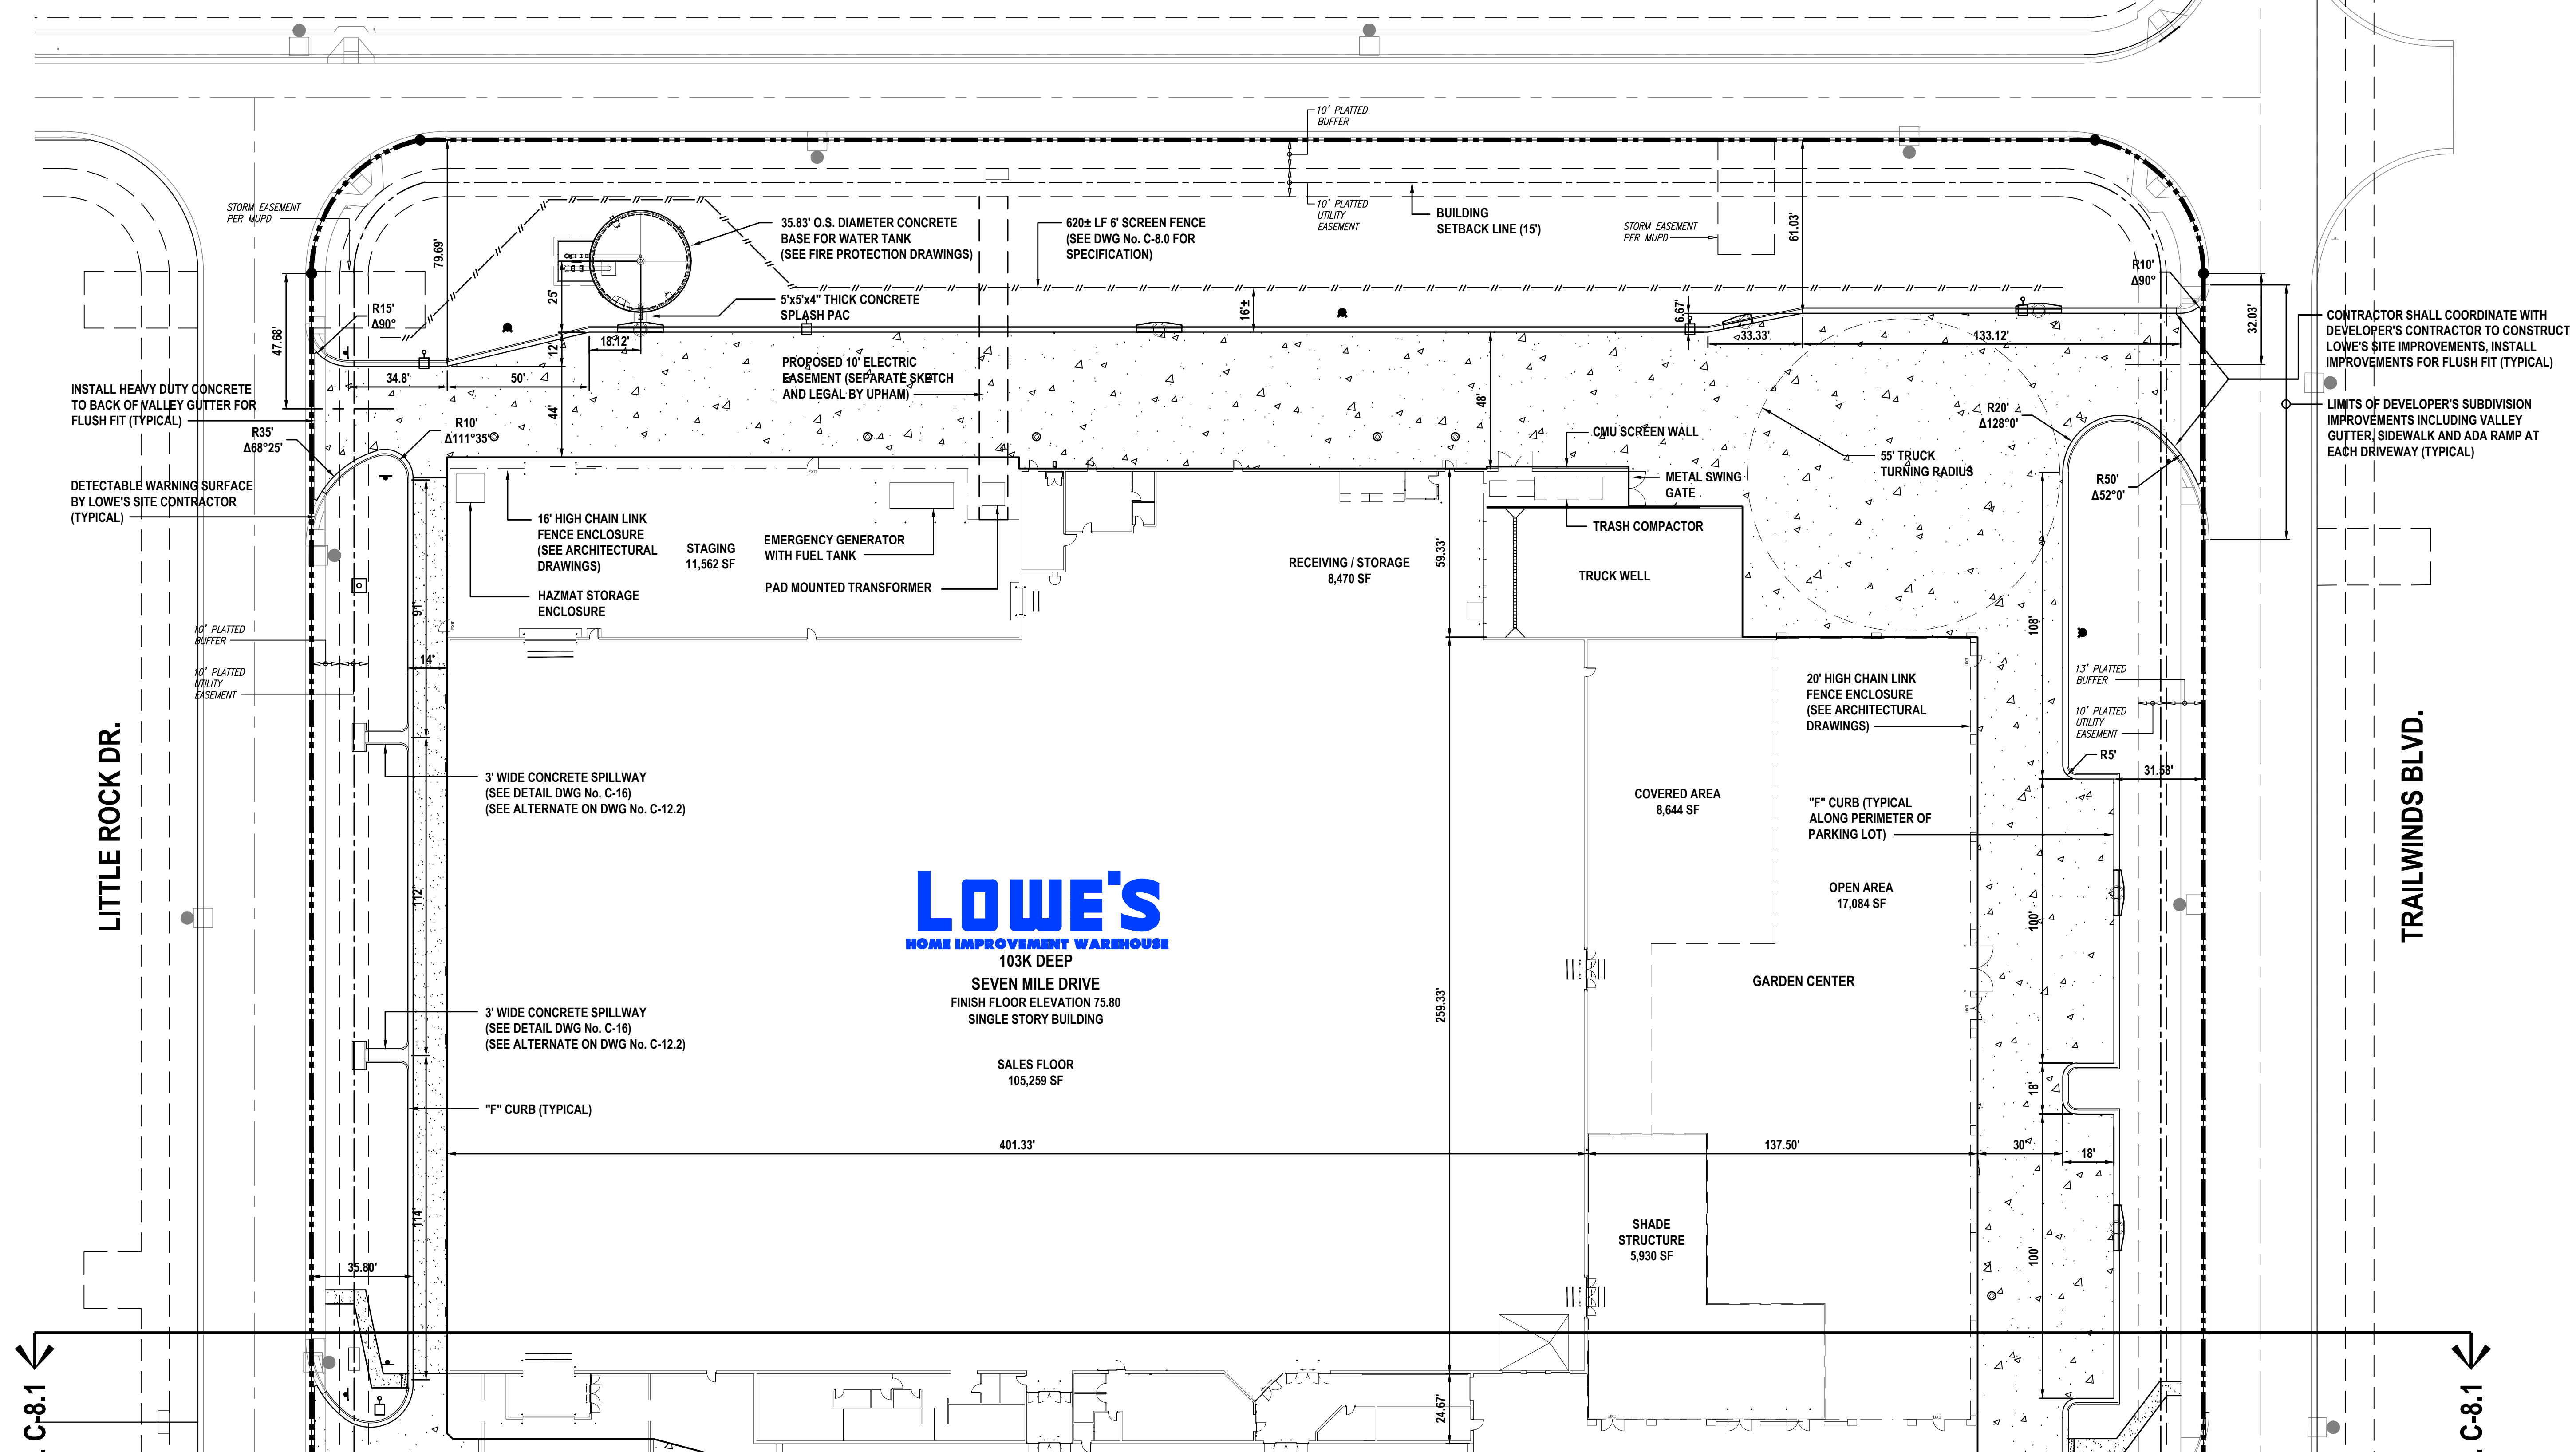 10' PLATTED
BUFFER
STORM EASEMENT
PER MUPD
79.69'
35.83' O.S. DIAMETER CONCRETE
BASE FOR WATER TANK
(SEE FIRE PROTECTION DRAWINGS)
620± LF 6' SCREEN FENCE
(SEE DWG No. C-8.0 FOR
SPECIFICATION)
10' PLATTED
UTILITY
EASEMENT
BUILDING
SETBACK LINE (15')
STORM EASEMENT
PER MUPD
61.03'
R10'
Δ90°
47.68'
R15'
Δ90°
25'
5'x5'x4" THICK CONCRETE
SPLASH PAC
16'±
6.67'
32.03'
CONTRACTOR SHALL COORDINATE WITH
DEVELOPER'S CONTRACTOR TO CONSTRUCT
LOWE'S SITE IMPROVEMENTS, INSTALL
IMPROVEMENTS FOR FLUSH FIT (TYPICAL)
12'
18.12'
33.33'
133.12'
34.8'
50'
PROPOSED 10' ELECTRIC
EASEMENT (SEPARATE SKETCH
AND LEGAL BY UPHAM)
INSTALL HEAVY DUTY CONCRETE
TO BACK OF VALLEY GUTTER FOR
FLUSH FIT (TYPICAL)
44'
48'
R20'
Δ128°0'
LIMITS OF DEVELOPER'S SUBDIVISION
IMPROVEMENTS INCLUDING VALLEY
GUTTER, SIDEWALK AND ADA RAMP AT
EACH DRIVEWAY (TYPICAL)
R35'
Δ68°25'
R10'
Δ111°35'
CMU SCREEN WALL
55' TRUCK
TURNING RADIUS
METAL SWING
GATE
R50'
Δ52°0'
DETECTABLE WARNING SURFACE
BY LOWE'S SITE CONTRACTOR
(TYPICAL)
EXIT
16' HIGH CHAIN LINK
FENCE ENCLOSURE
(SEE ARCHITECTURAL
DRAWINGS)
STAGING
11,562 SF
EMERGENCY GENERATOR
WITH FUEL TANK
PAD MOUNTED TRANSFORMER
HAZMAT STORAGE
ENCLOSURE
RECEIVING / STORAGE
8,470 SF
59.33'
TRASH COMPACTOR
TRUCK WELL
91'
108'
10' PLATTED
BUFFER
14'
10' PLATTED
UTILITY
EASEMENT
20' HIGH CHAIN LINK
FENCE ENCLOSURE
(SEE ARCHITECTURAL
DRAWINGS)
EXIT
13' PLATTED
BUFFER
10' PLATTED
UTILITY
EASEMENT
R5'
31.53'
LITTLE ROCK DR.
TRAILWINDS BLVD.
3' WIDE CONCRETE SPILLWAY
(SEE DETAIL DWG No. C-16)
(SEE ALTERNATE ON DWG No. C-12.2)
COVERED AREA
8,644 SF
"F" CURB (TYPICAL
ALONG PERIMETER OF
PARKING LOT)
112'
LOWE'S
HOME IMPROVEMENT WAREHOUSE
103K DEEP
SEVEN MILE DRIVE
FINISH FLOOR ELEVATION 75.80
SINGLE STORY BUILDING
OPEN AREA
17,084 SF
100'
GARDEN CENTER
EXIT
259.33'
3' WIDE CONCRETE SPILLWAY
(SEE DETAIL DWG No. C-16)
(SEE ALTERNATE ON DWG No. C-12.2)
SALES FLOOR
105,259 SF
18'
"F" CURB (TYPICAL)
401.33'
137.50'
30'
18'
114'
SHADE
STRUCTURE
5,930 SF
100'
35.80'
24.67'
. C-8.1
. C-8.1